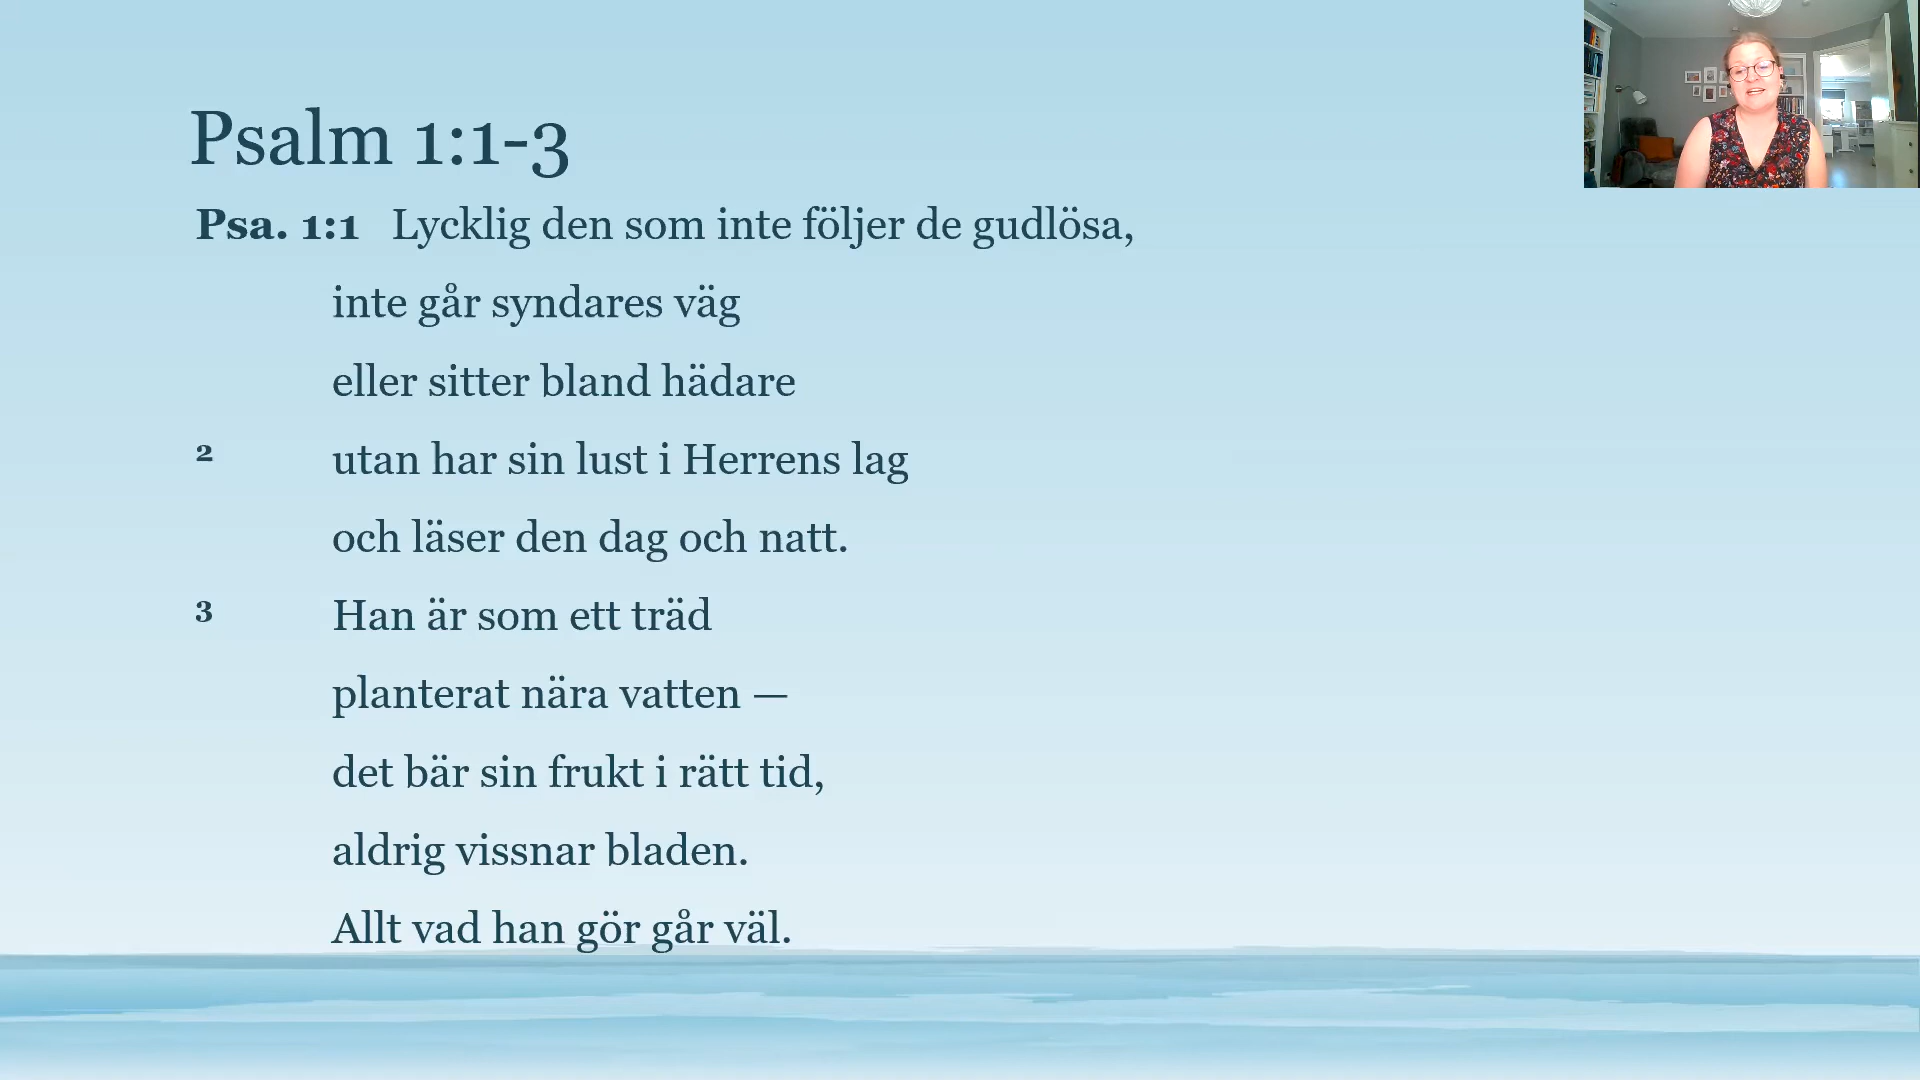 Psalm 1:1-3
Psa. 1:1 Lycklig den som inte följer de gudlösa,
inte går syndares väg
eller sitter bland hädare
2 utan har sin lust i Herrens lag
och läser den dag och natt.
3 Han är som ett träd
planterat nära vatten —
det bär sin frukt i rätt tid,
aldrig vissnar bladen.
Allt vad han gör går väl.